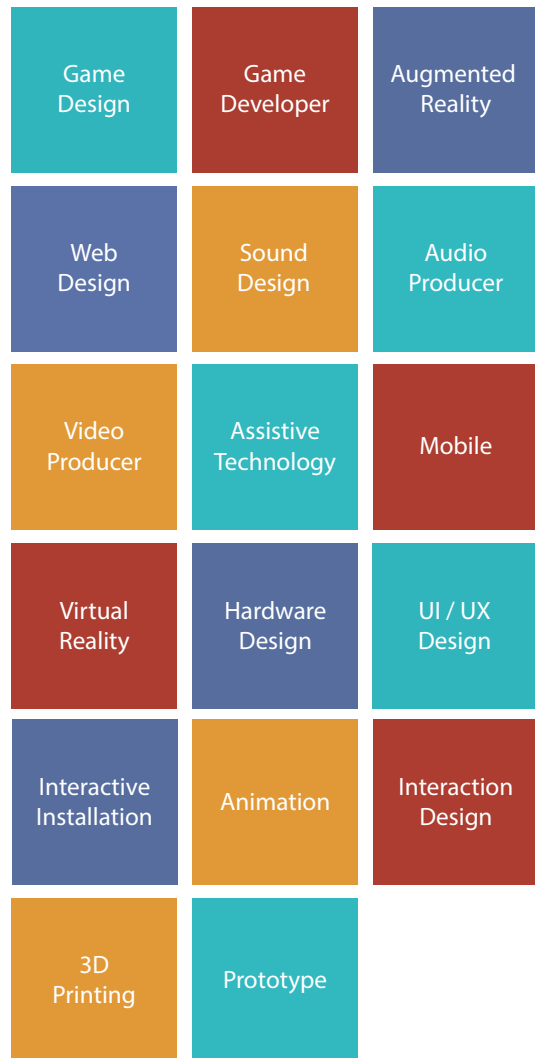 Game
Design
Game
Developer
Augmented
Reality
Web
Design
Sound
Design
Audio
Producer
Video
Producer
Assistive
Technology
Mobile
Virtual
Reality
Hardware
Design
UI / UX
Design
Interactive
Installation
Animation
Interaction
Design
3D
Printing
Prototype